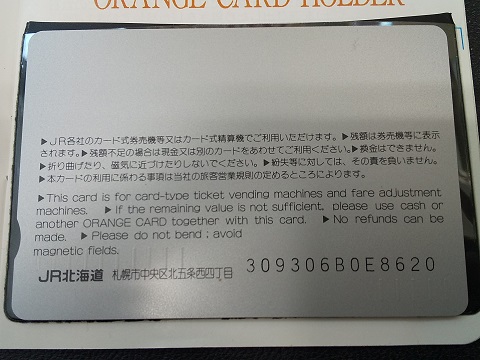 ORANGE CARD HOLDER
▶JR各社のカード式券売機等又はカード式精算機でご利用いただけます。▶残額は券売機等に表示
されます。▶残額不足の場合は現金又は別のカードをあわせてご利用ください。▶換金はできません。
▶折り曲げたり、磁気に近づけたりしないでください。▶紛失等に対しては、その責を負いません。
▶本カードの利用に係わる事項は当社の旅客営業規則の定めるところによります。
▶This card is for card-type ticket vending machines and fare adjustment
machines. ▶If the remaining value is not sufficient, please use cash or
another ORANGE CARD together with this card. ▶No refunds can be
made. ▶Please do not bend; avoid
magnetic fields.
JR北海道 札幌市中央区北五条西四丁目 309306B0E8620